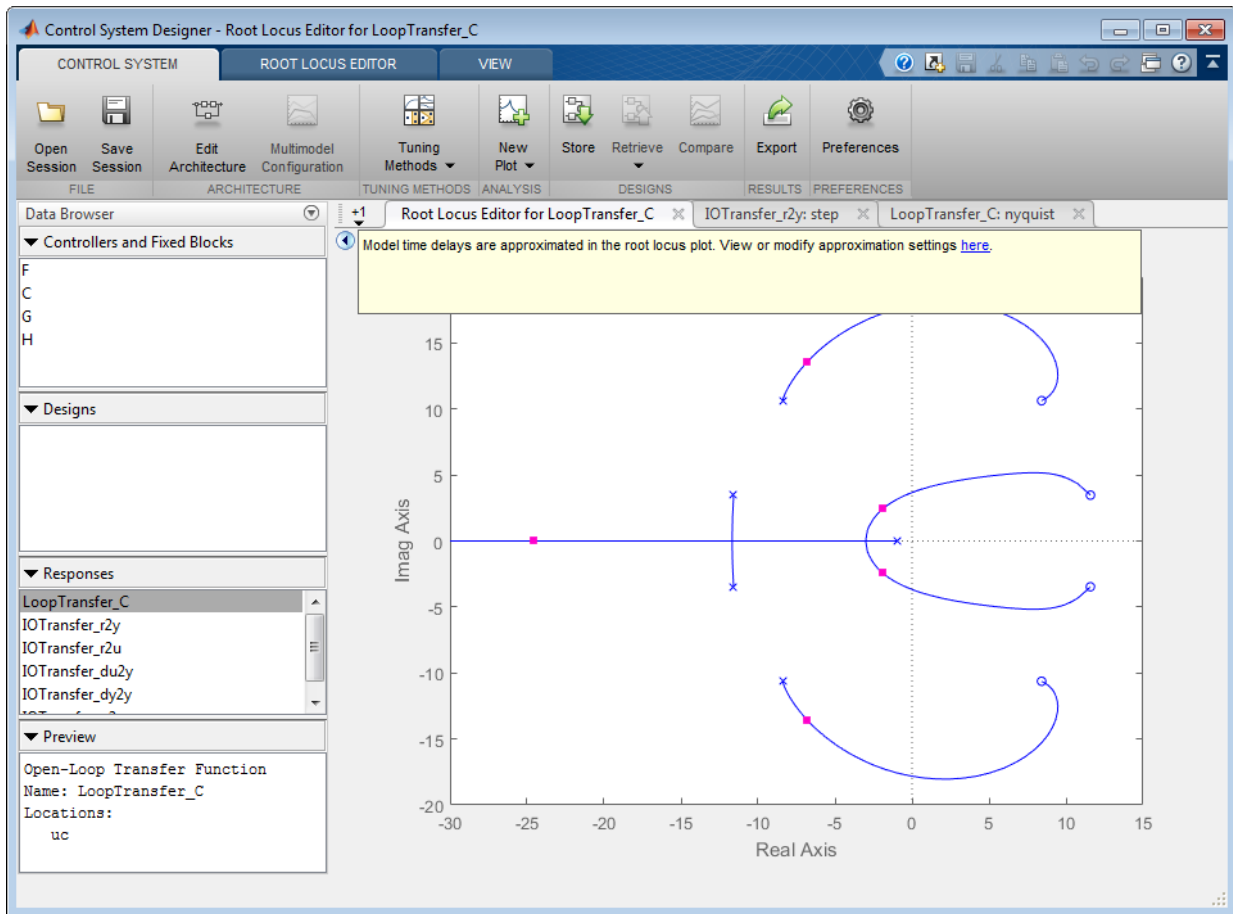 Control System Designer - Root Locus Editor for LoopTransfer_C
CONTROL SYSTEM ROOT LOCUS EDITOR VIEW
Open Session
Save Session
Edit Architecture
Multimodel Configuration
Tuning Methods
New Plot
Store
Retrieve
Compare
Export
Preferences
FILE ARCHITECTURE TUNING METHODS ANALYSIS DESIGNS RESULTS PREFERENCES
Data Browser
Controllers and Fixed Blocks
F
C
G
H
Designs
Responses
LoopTransfer_C
IOTransfer_r2y
IOTransfer_r2u
IOTransfer_du2y
IOTransfer_dy2y
Preview
Open-Loop Transfer Function
Name: LoopTransfer_C
Locations:
uc
+1 Root Locus Editor for LoopTransfer_C IOTransfer_r2y: step LoopTransfer_C: nyquist
Model time delays are approximated in the root locus plot. View or modify approximation settings here.
15
10
5
0
-5
-10
-15
-20
Imag Axis
-30 -25 -20 -15 -10 -5 0 5 10 15
Real Axis